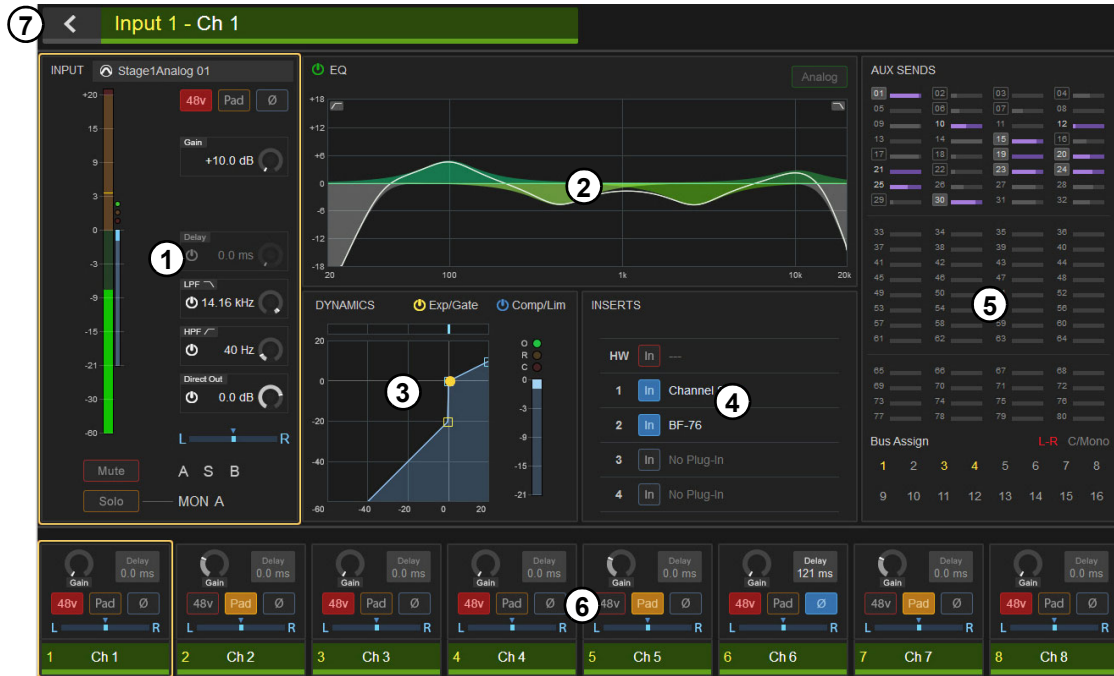 7 Input 1 - Ch 1
INPUT Stage1Analog 01
+20
15
9
3
0
-3
-9
-15
-21
-30
-60
48v Pad Ø
Gain
+10.0 dB
1
Delay
0.0 ms
LPF
14.16 kHz
HPF
40 Hz
Direct Out
0.0 dB
L R
Mute A S B
Solo MON A
EQ Analog
+18
+12
+6
0
-6
-12
-18
2
20 100 1k 10k 20k
DYNAMICS Exp/Gate Comp/Lim
20
0
-20
-40
-60 -40 -20 0 20
3
O
R
C
0
-3
-9
-15
-21
INSERTS
HW In ---
1 In Channel
4
2 In BF-76
3 In No Plug-In
4 In No Plug-In
AUX SENDS
01 02 03 04
05 06 07 08
09 10 11 12
13 14 15 16
17 18 19 20
21 22 23 24
25 26 27 28
29 30 31 32
33 34 35 36
37 38 39 40
41 42 43 44
45 46 47 48
49 50 52
5
53 54 56
57 58 59 60
61 62 63 64
65 66 67 68
69 70 71 72
73 74 75 76
77 78 79 80
Bus Assign L-R C/Mono
1 2 3 4 5 6 7 8
9 10 11 12 13 14 15 16
Gain Delay 0.0 ms
48v Pad Ø
L R
1 Ch 1
Gain Delay 0.0 ms
48v Pad Ø
L R
2 Ch 2
Gain Delay 0.0 ms
48v Pad Ø
L R
3 Ch 3
Gain Delay 0.0 ms
48v Pad Ø
L R
4 Ch 4
6
Gain Delay 0.0 ms
48v Pad Ø
L R
5 Ch 5
Gain Delay 121 ms
48v Pad Ø
L R
6 Ch 6
Gain Delay 0.0 ms
48v Pad Ø
L R
7 Ch 7
Gain Delay 0.0 ms
48v Pad Ø
L R
8 Ch 8